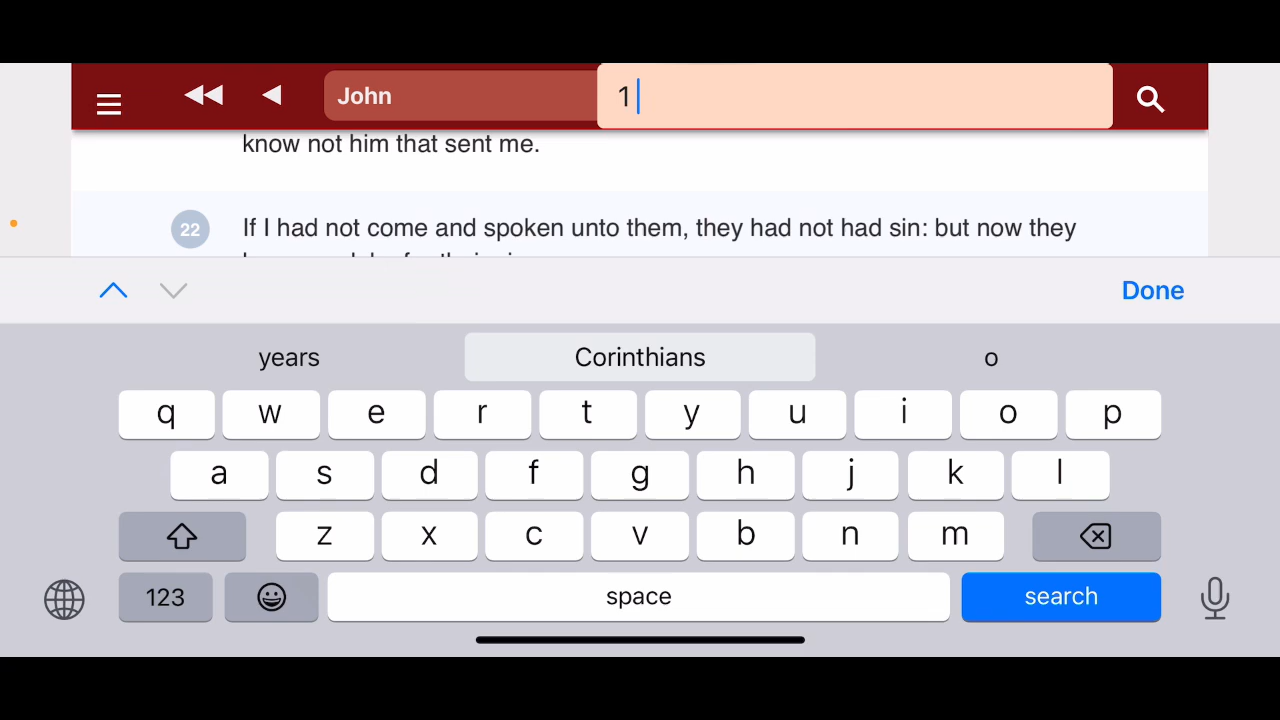 John
1
know not him that sent me.
22 If I had not come and spoken unto them, they had not had sin: but now they
Done
years Corinthians o
q w e r t y u i o p
a s d f g h j k l
z x c v b n m
123 space search